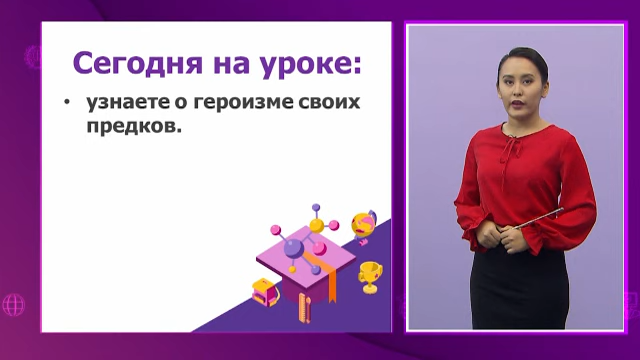 Сегодня на уроке:
• узнаете о героизме своих
предков.